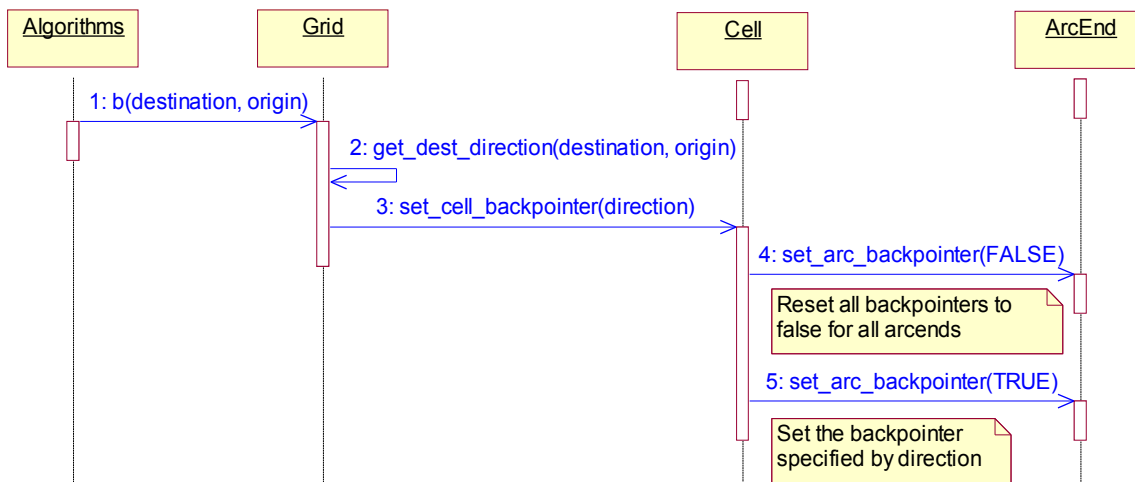 Algorithms
Grid
Cell
ArcEnd
1: b(destination, origin)
2: get_dest_direction(destination, origin)
3: set_cell_backpointer(direction)
4: set_arc_backpointer(FALSE)
Reset all backpointers to
false for all arcends
5: set_arc_backpointer(TRUE)
Set the backpointer
specified by direction